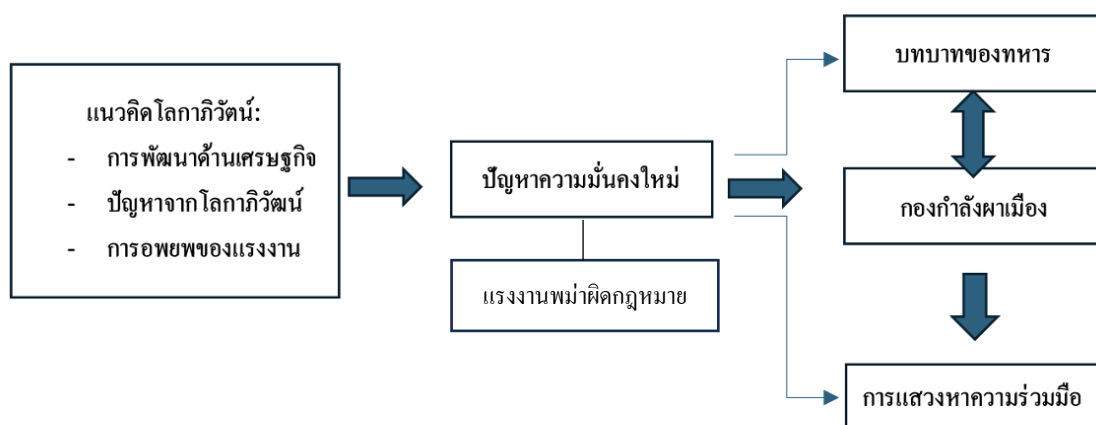 แนวคิดโลกาภิวัตน์:
- การพัฒนาด้านเศรษฐกิจ
- ปัญหาจากโลกาภิวัฒน์
- การอพยพของแรงงาน
ปัญหาความมั่นคงใหม่
แรงงานพม่าผิดกฎหมาย
บทบาทของทหาร
กองกำลังผาเมือง
การแสวงหาความร่วมมือ